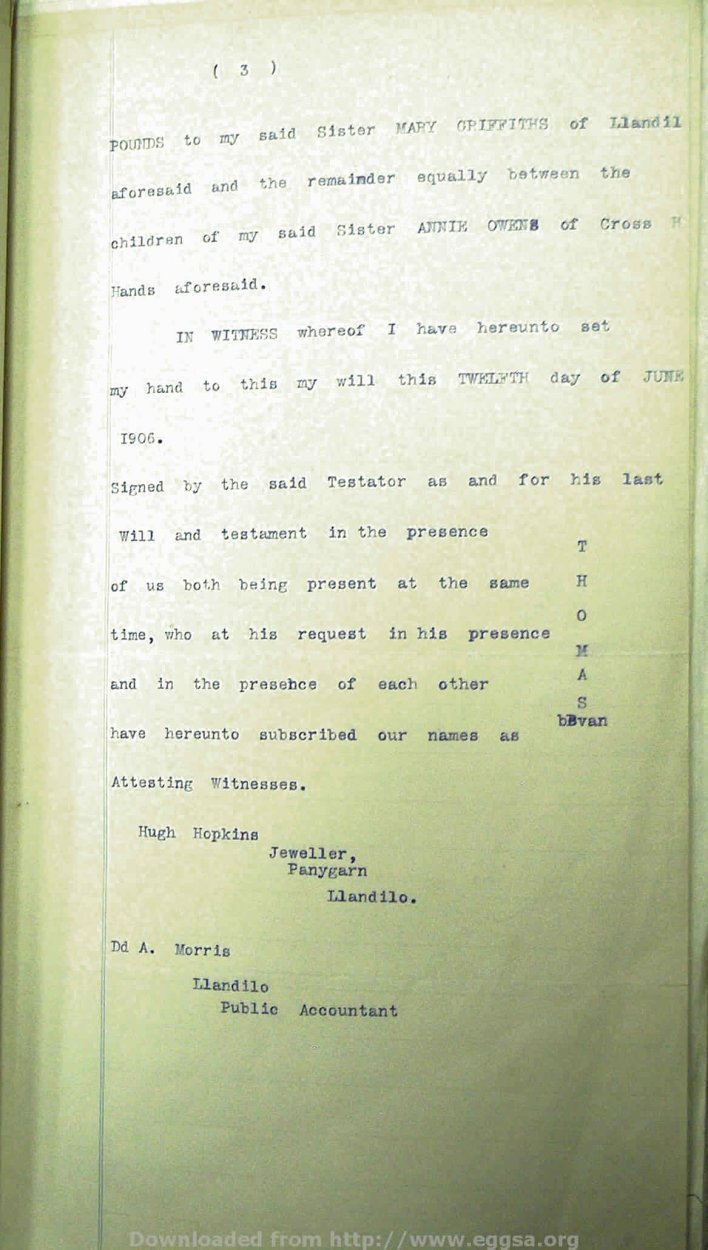 ( 3 )
POUNDS to my said Sister MARY GRIFFITHS of Llandil
aforesaid and the remainder equally between the
children of my said Sister ANNIE OWENS of Cross H
Hands aforesaid.
IN WITNESS whereof I have hereunto set
my hand to this my will this TWELFTH day of JUNE
I906.
Signed by the said Testator as and for his last
Will and testament in the presence
of us both being present at the same
time, who at his request in his presence
and in the presehce of each other
have hereunto subscribed our names as
Attesting Witnesses.
T
H
O
M
A
S
bBvan
Hugh Hopkins
Jeweller,
Panygarn
Llandilo.
Dd A. Morris
Llandilo
Public Accountant
Downloaded from http://www.eggsa.org